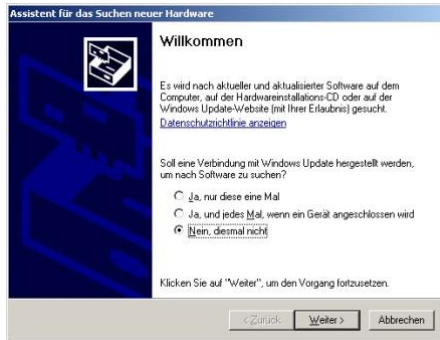 Assistent für das Suchen neuer Hardware
Willkommen
Es wird nach aktueller und aktualisierter Software auf dem
Computer, auf der Hardwareinstallations-CD oder auf der
Windows Update-Website (mit Ihrer Erlaubnis) gesucht.
Datenschutzrichtlinie anzeigen
Soll eine Verbindung mit Windows Update hergestellt werden,
um nach Software zu suchen?
Ja, nur diese eine Mal
Ja, und jedes Mal, wenn ein Gerät angeschlossen wird
Nein, diesmal nicht
Klicken Sie auf "Weiter", um den Vorgang fortzusetzen.
< Zurück Weiter > Abbrechen